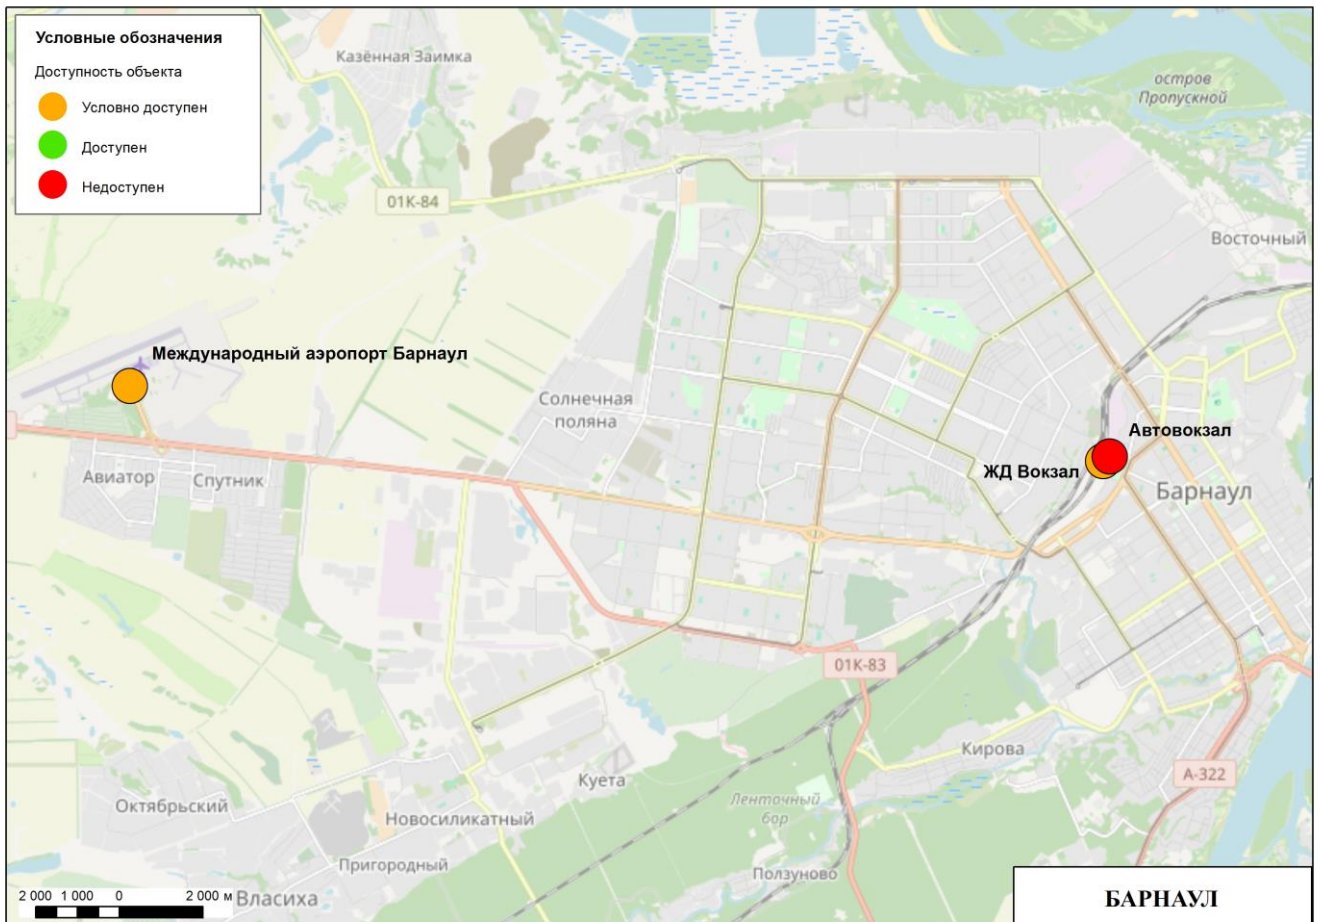 Условные обозначения
Доступность объекта
Условно доступен
Доступен
Недоступен
Казённая Заимка
остров
Пропускной
01К-84
Восточный
Международный аэропорт Барнаул
Солнечная
поляна
Автовокзал
ЖД Вокзал
Авиатор
Спутник
Барнаул
01К-83
Кирова
А-322
Куета
Ленточный
бор
Октябрьский
Новосиликатный
Пригородный
Ползуново
2 000 1 000 0 2 000 м
Власиха
БАРНАУЛ